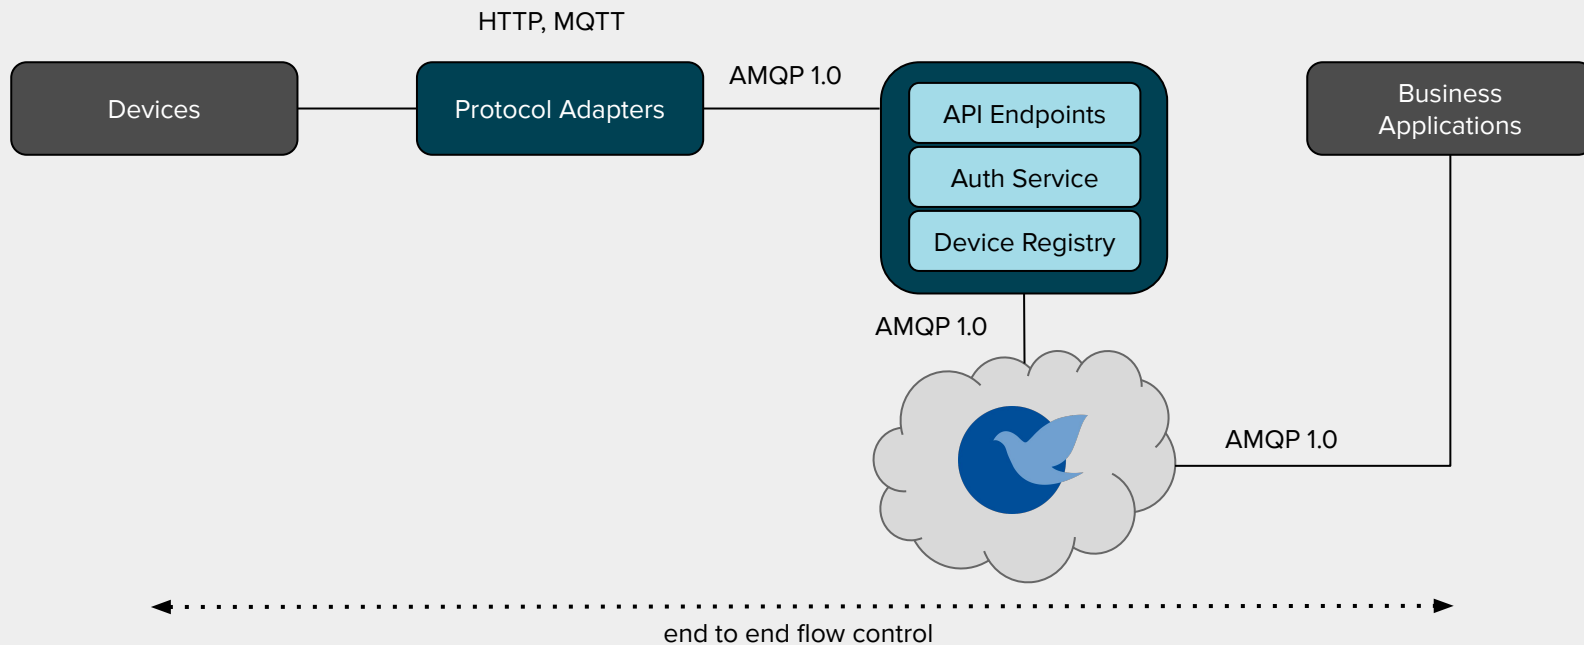 HTTP, MQTT
Devices
Protocol Adapters
AMQP 1.0
API Endpoints
Auth Service
Device Registry
Business
Applications
AMQP 1.0
AMQP 1.0
end to end flow control